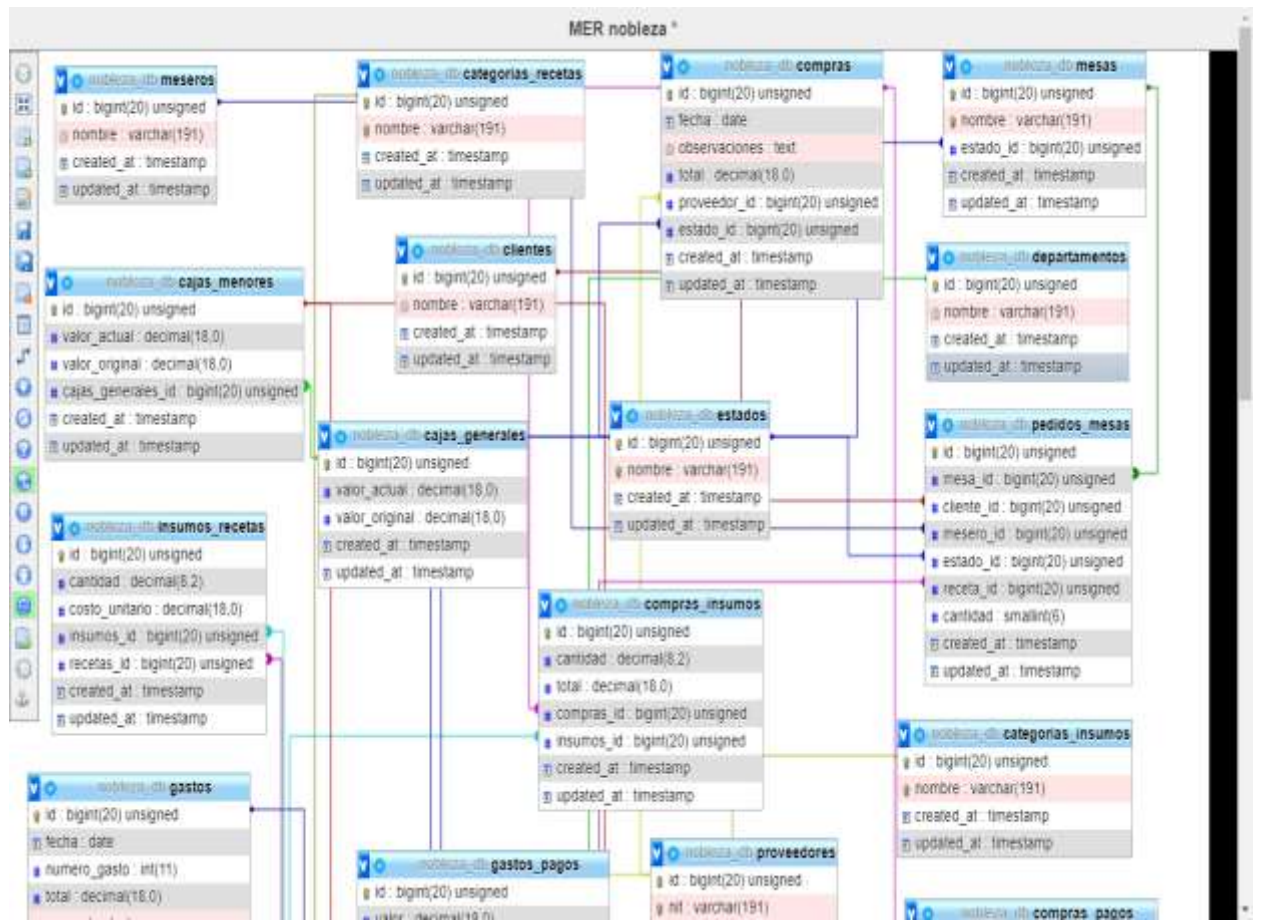 MER nobleza *
nobleza_db meseros
id : bigint(20) unsigned
nombre : varchar(191)
created_at : timestamp
updated_at : timestamp
nobleza_db categorias_recetas
id : bigint(20) unsigned
nombre : varchar(191)
created_at : timestamp
updated_at : timestamp
nobleza_db compras
id : bigint(20) unsigned
fecha : date
observaciones : text
total : decimal(18,0)
proveedor_id : bigint(20) unsigned
estado_id : bigint(20) unsigned
created_at : timestamp
updated_at : timestamp
nobleza_db mesas
id : bigint(20) unsigned
nombre : varchar(191)
estado_id : bigint(20) unsigned
created_at : timestamp
updated_at : timestamp
nobleza_db clientes
id : bigint(20) unsigned
nombre : varchar(191)
created_at : timestamp
updated_at : timestamp
nobleza_db departamentos
id : bigint(20) unsigned
nombre : varchar(191)
created_at : timestamp
updated_at : timestamp
nobleza_db cajas_menores
id : bigint(20) unsigned
valor_actual : decimal(18,0)
valor_original : decimal(18,0)
cajas_generales_id : bigint(20) unsigned
created_at : timestamp
updated_at : timestamp
nobleza_db cajas_generales
id : bigint(20) unsigned
valor_actual : decimal(18,0)
valor_original : decimal(18,0)
created_at : timestamp
updated_at : timestamp
nobleza_db estados
id : bigint(20) unsigned
nombre : varchar(191)
created_at : timestamp
updated_at : timestamp
nobleza_db pedidos_mesas
id : bigint(20) unsigned
mesa_id : bigint(20) unsigned
cliente_id : bigint(20) unsigned
mesero_id : bigint(20) unsigned
estado_id : bigint(20) unsigned
receta_id : bigint(20) unsigned
cantidad : smallint(6)
created_at : timestamp
updated_at : timestamp
nobleza_db insumos_recetas
id : bigint(20) unsigned
cantidad : decimal(8,2)
costo_unitario : decimal(18,0)
insumos_id : bigint(20) unsigned
recetas_id : bigint(20) unsigned
created_at : timestamp
updated_at : timestamp
nobleza_db compras_insumos
id : bigint(20) unsigned
cantidad : decimal(8,2)
total : decimal(18,0)
compras_id : bigint(20) unsigned
insumos_id : bigint(20) unsigned
created_at : timestamp
updated_at : timestamp
nobleza_db categorias_insumos
id : bigint(20) unsigned
nombre : varchar(191)
created_at : timestamp
updated_at : timestamp
nobleza_db gastos
id : bigint(20) unsigned
fecha : date
numero_gasto : int(11)
total : decimal(18,0)
nobleza_db gastos_pagos
id : bigint(20) unsigned
valor : decimal(18,0)
nobleza_db proveedores
id : bigint(20) unsigned
nit : varchar(191)
nobleza_db compras_pagos